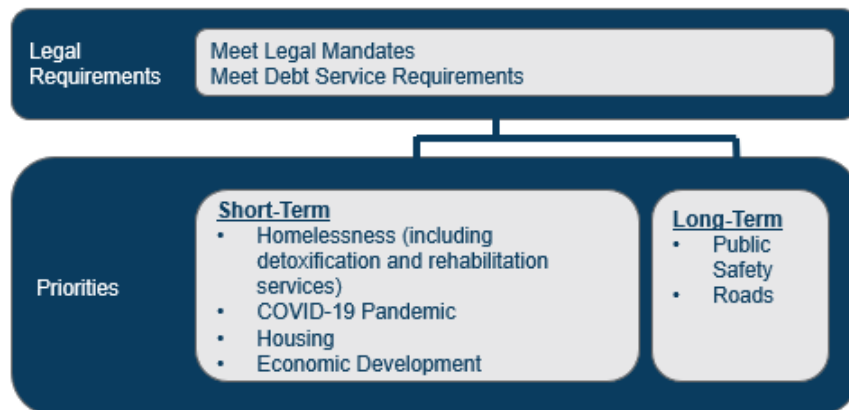 Legal
Requirements
Meet Legal Mandates
Meet Debt Service Requirements
Priorities
Short-Term
• Homelessness (including
detoxification and rehabilitation
services)
• COVID-19 Pandemic
• Housing
• Economic Development
Long-Term
• Public
Safety
• Roads